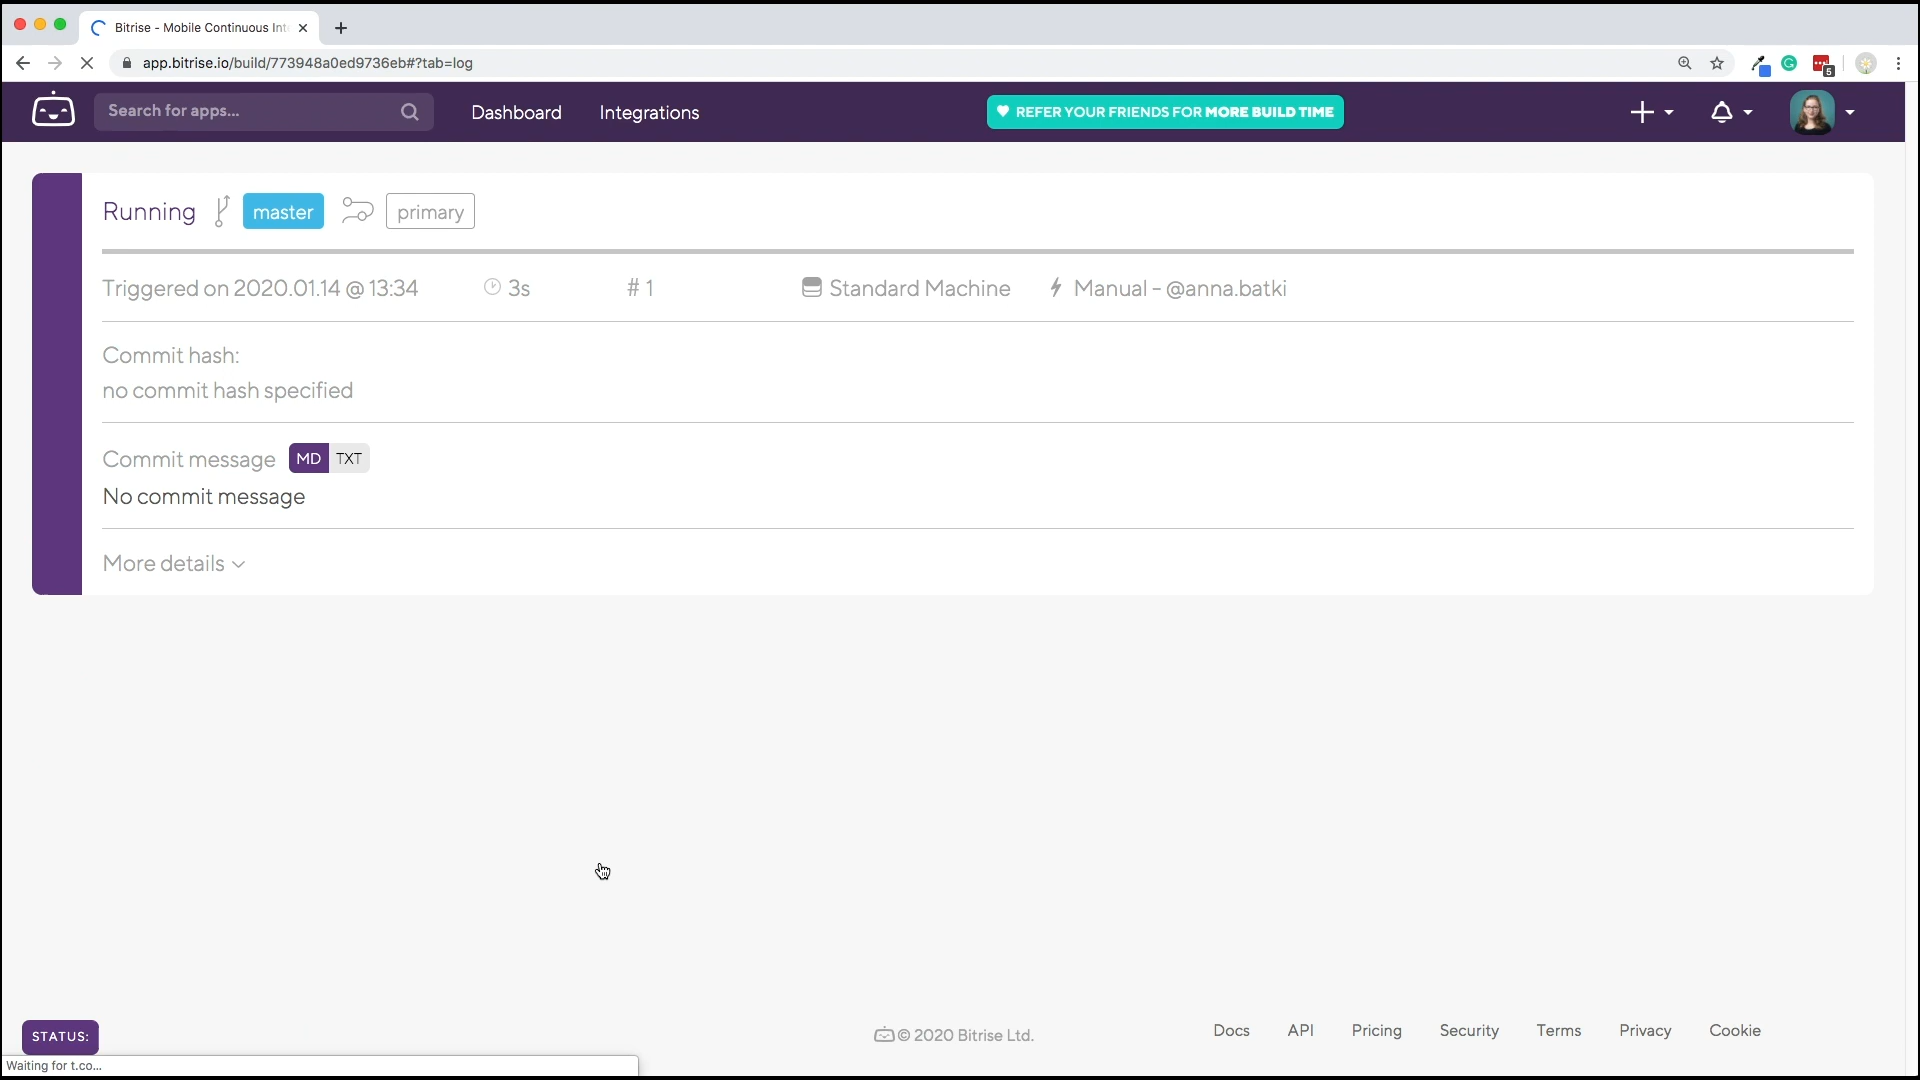 Bitrise - Mobile Continuous Int
app.bitrise.io/build/773948a0ed9736eb#?tab=log
5
Search for apps...
Dashboard
Integrations
REFER YOUR FRIENDS FOR MORE BUILD TIME
Running
master
primary
Triggered on 2020.01.14 @ 13:34
3s
# 1
Standard Machine
Manual - @anna.batki
Commit hash:
no commit hash specified
Commit message
MD
TXT
No commit message
More details
STATUS:
© 2020 Bitrise Ltd.
Docs
API
Pricing
Security
Terms
Privacy
Cookie
Waiting for t.co...